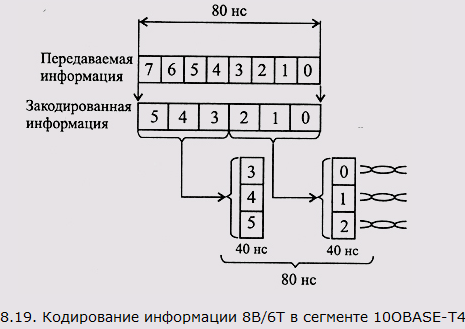 80 нс
Передаваемая
информация
7 6 5 4 3 2 1 0
Закодированная
информация
5 4 3 2 1 0
3 0
4 1
5 2
40 нс 40 нс
80 нс
8.19. Кодирование информации 8В/6Т в сегменте 10OBASE-T4